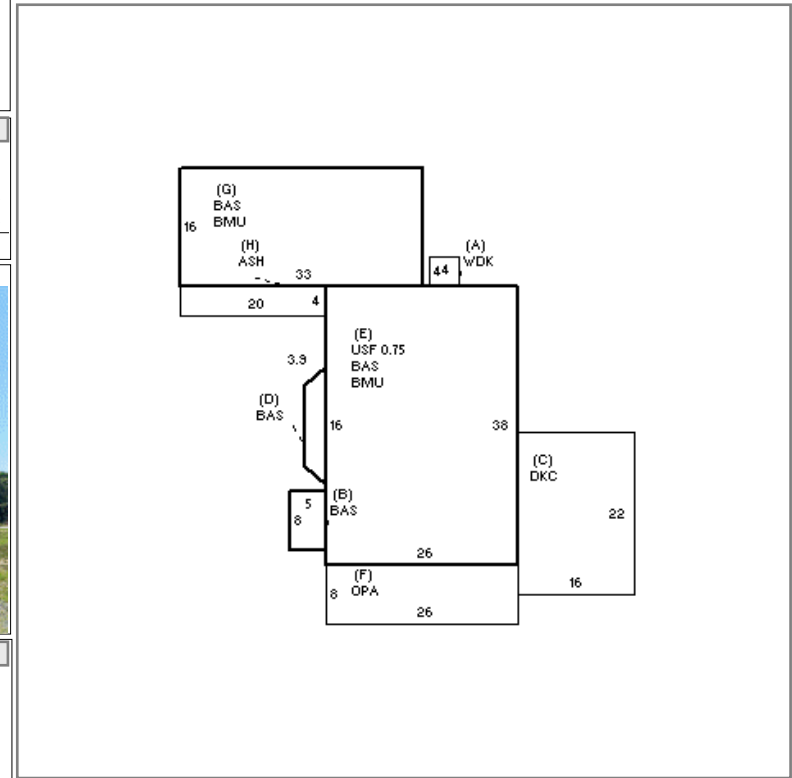 (G)
BAS
BMU
16
(H)
ASH
33
(A)
WDK
44
20
4
(E)
USF 0.75
BAS
BMU
3.9
(D)
BAS
16
38
(C)
DKC
(B)
BAS
5
8
22
26
16
(F)
OPA
8
26